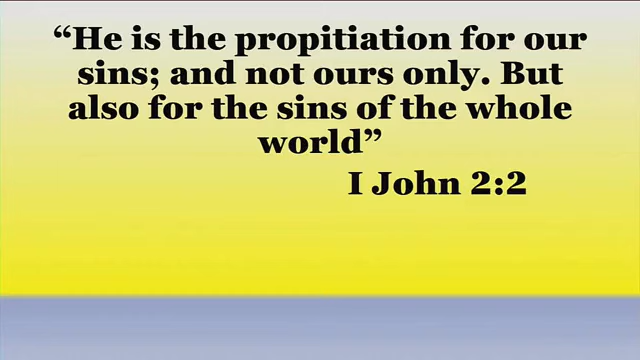 “He is the propitiation for our
sins; and not ours only. But
also for the sins of the whole
world”
I John 2:2